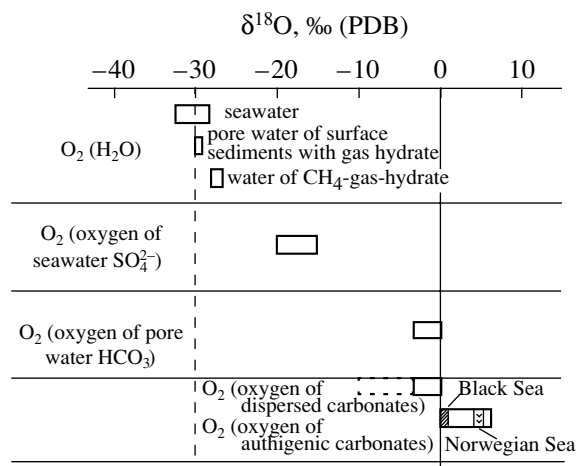 δ¹⁸O, ‰ (PDB)
−40 −30 −20 −10 0 10
seawater
pore water of surface
sediments with gas hydrate
O₂ (H₂O)
water of CH₄-gas-hydrate
O₂ (oxygen of
seawater SO₄²⁻)
O₂ (oxygen of pore
water HCO₃)
O₂ (oxygen of
dispersed carbonates)
Black Sea
O₂ (oxygen of
authigenic carbonates)
Norwegian Sea